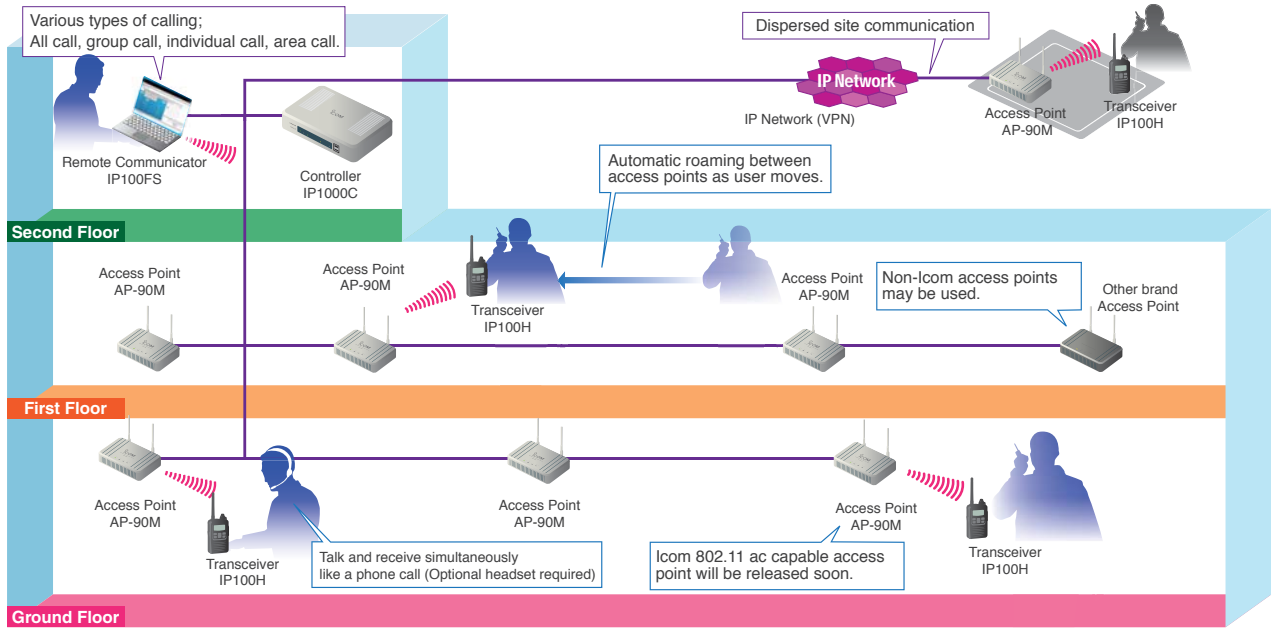 Various types of calling;
All call, group call, individual call, area call.
Remote Communicator
IP100FS
Controller
IP1000C
Dispersed site communication
IP Network
IP Network (VPN)
Access Point
AP-90M
Transceiver
IP100H
Automatic roaming between
access points as user moves.
Second Floor
Access Point
AP-90M
Access Point
AP-90M
Transceiver
IP100H
Access Point
AP-90M
Non-Icom access points
may be used.
Other brand
Access Point
First Floor
Access Point
AP-90M
Transceiver
IP100H
Talk and receive simultaneously
like a phone call (Optional headset required)
Access Point
AP-90M
Access Point
AP-90M
Icom 802.11 ac capable access
point will be released soon.
Transceiver
IP100H
Ground Floor